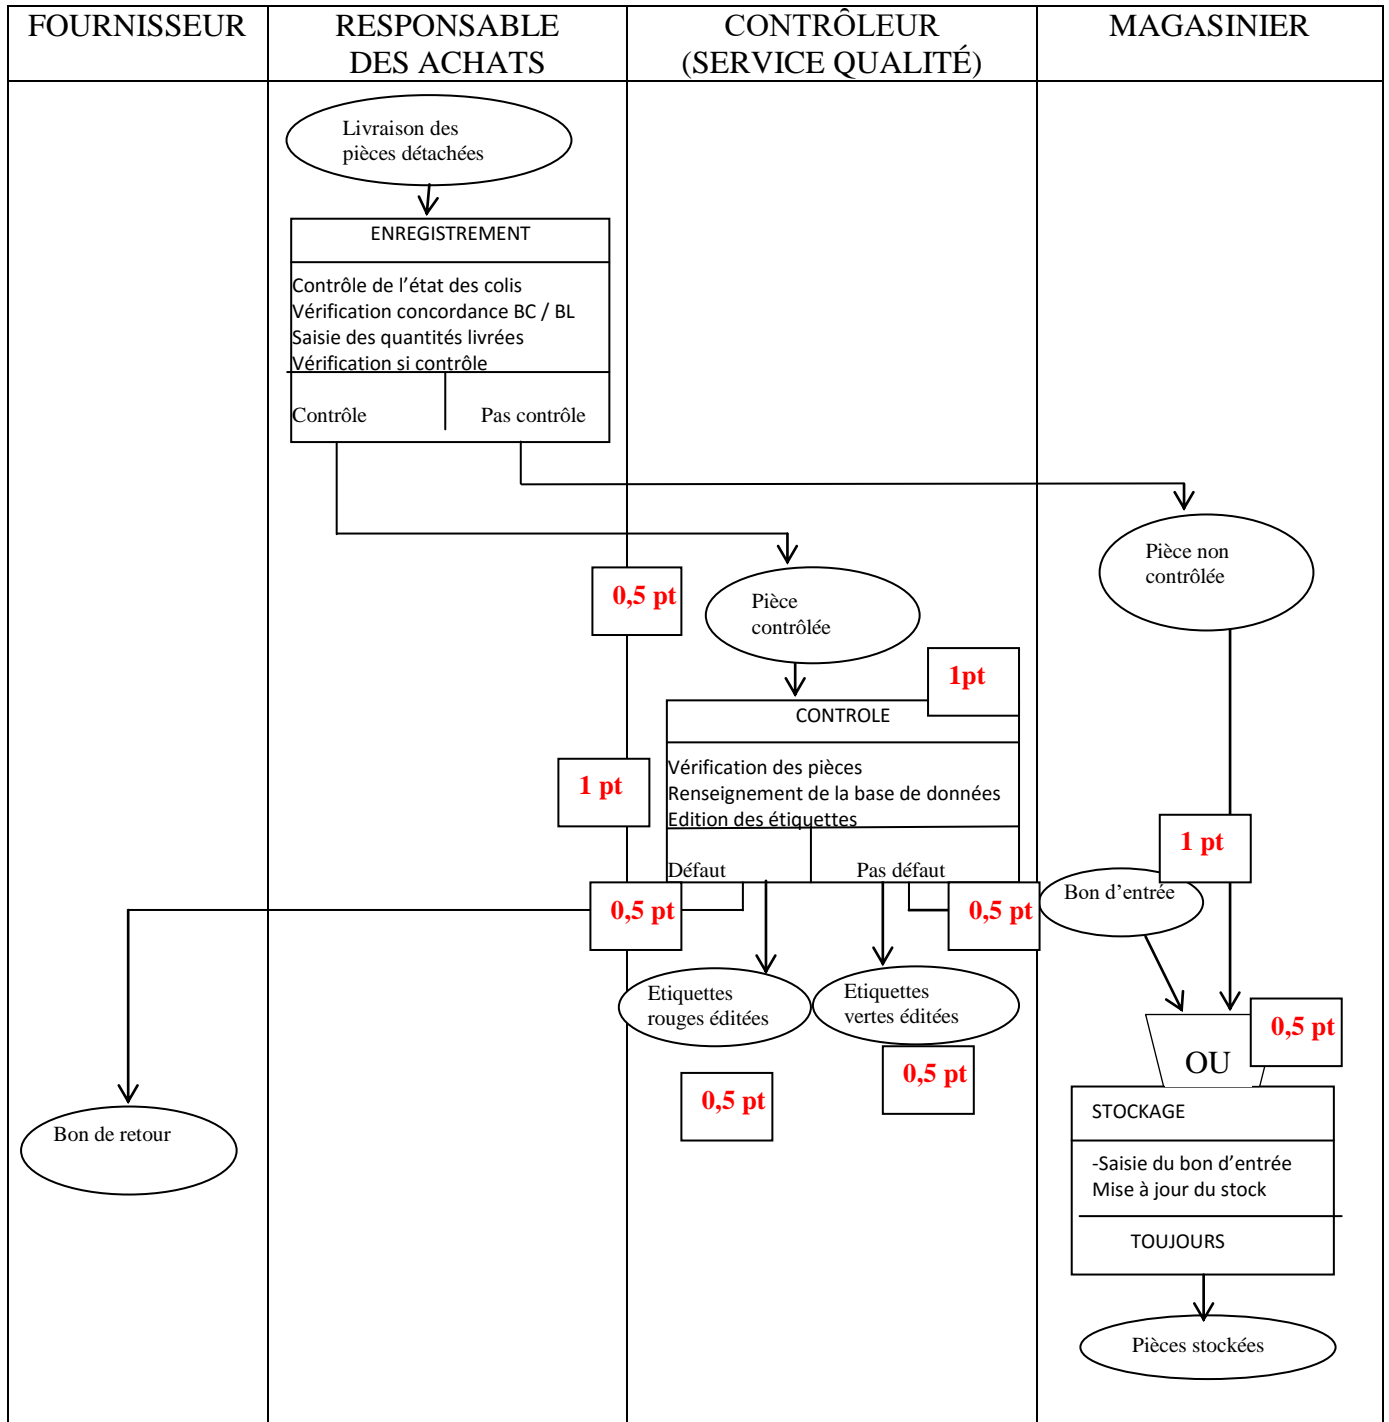 FOURNISSEUR
RESPONSABLE
DES ACHATS
CONTRÔLEUR
(SERVICE QUALITÉ)
MAGASINIER
Livraison des
pièces détachées
ENREGISTREMENT
Contrôle de l’état des colis
Vérification concordance BC / BL
Saisie des quantités livrées
Vérification si contrôle
Contrôle
Pas contrôle
Pièce non
contrôlée
0,5 pt
Pièce
contrôlée
1pt
CONTROLE
1 pt
Vérification des pièces
Renseignement de la base de données
Edition des étiquettes
1 pt
Défaut
Pas défaut
0,5 pt
0,5 pt
Bon d’entrée
Etiquettes
rouges éditées
Etiquettes
vertes éditées
0,5 pt
OU
0,5 pt
0,5 pt
STOCKAGE
Bon de retour
-Saisie du bon d’entrée
Mise à jour du stock
TOUJOURS
Pièces stockées